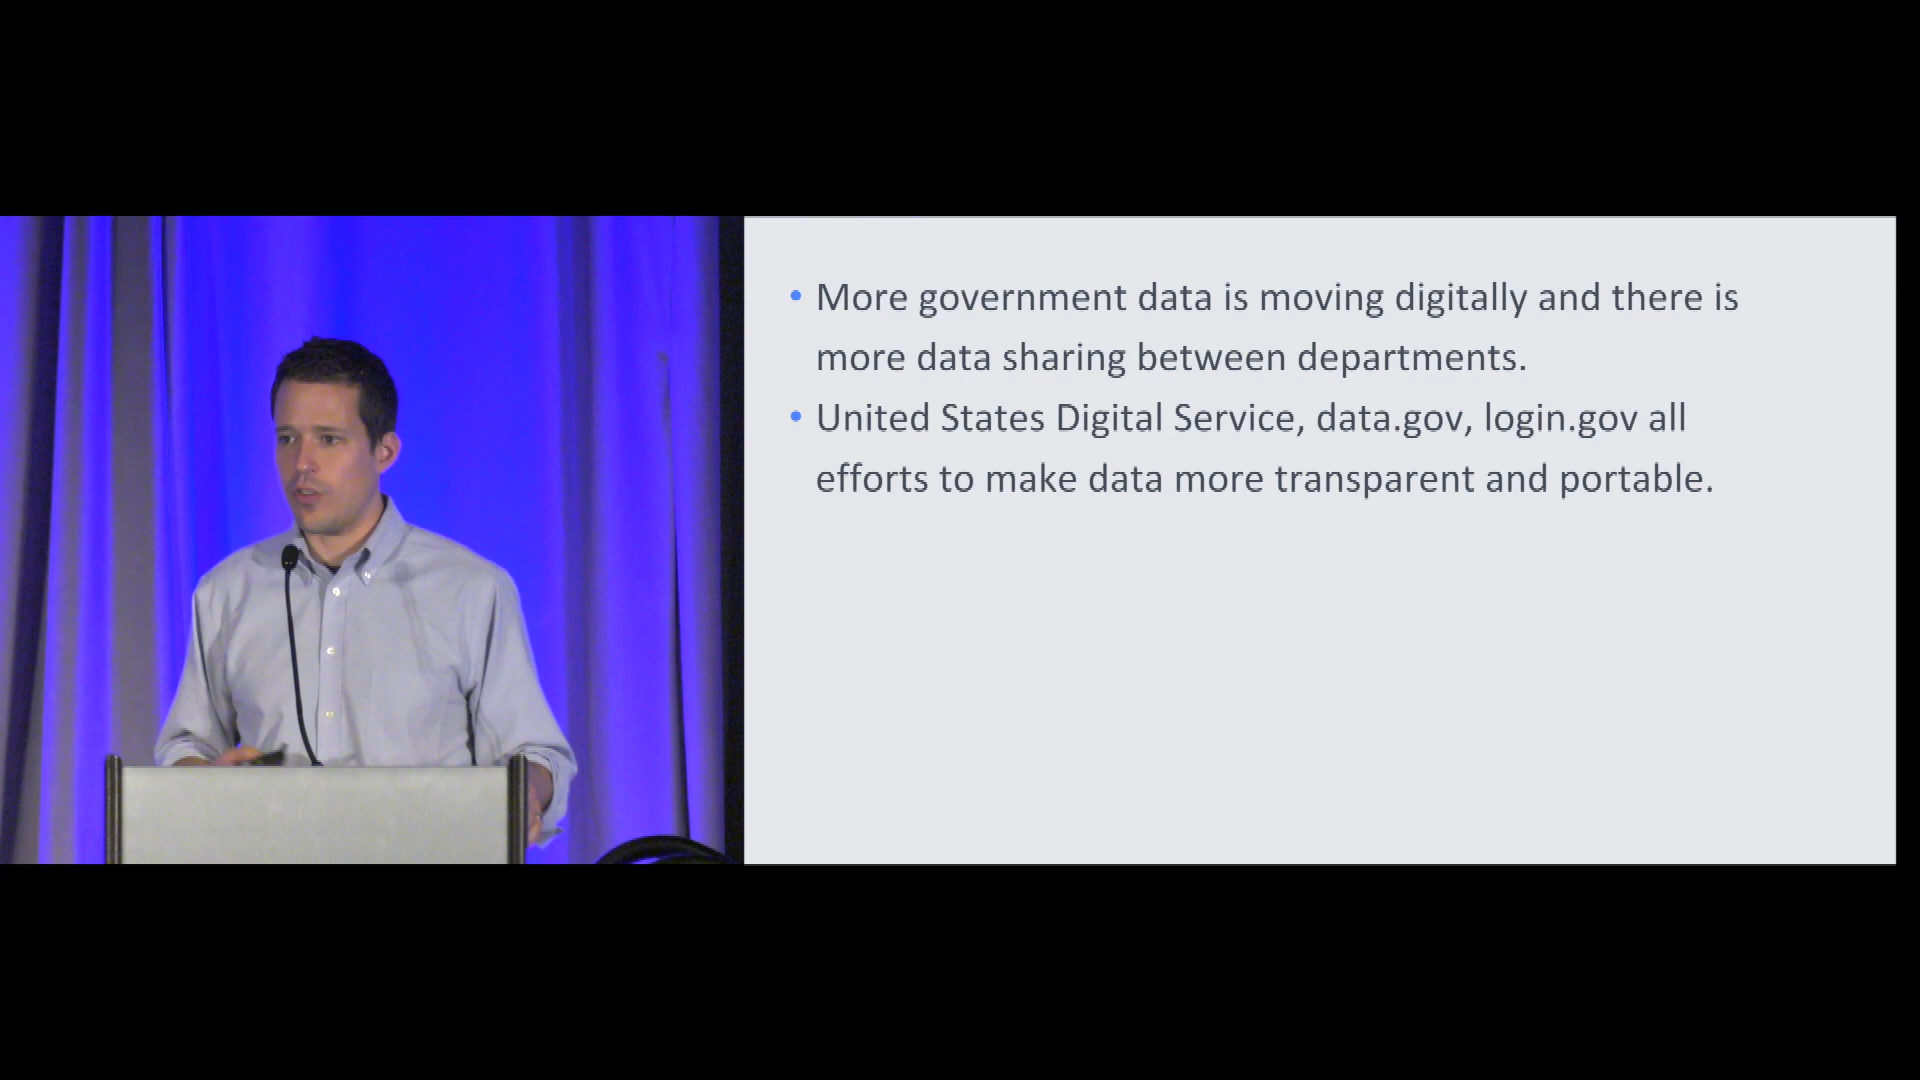 • More government data is moving digitally and there is
more data sharing between departments.
• United States Digital Service, data.gov, login.gov all
efforts to make data more transparent and portable.